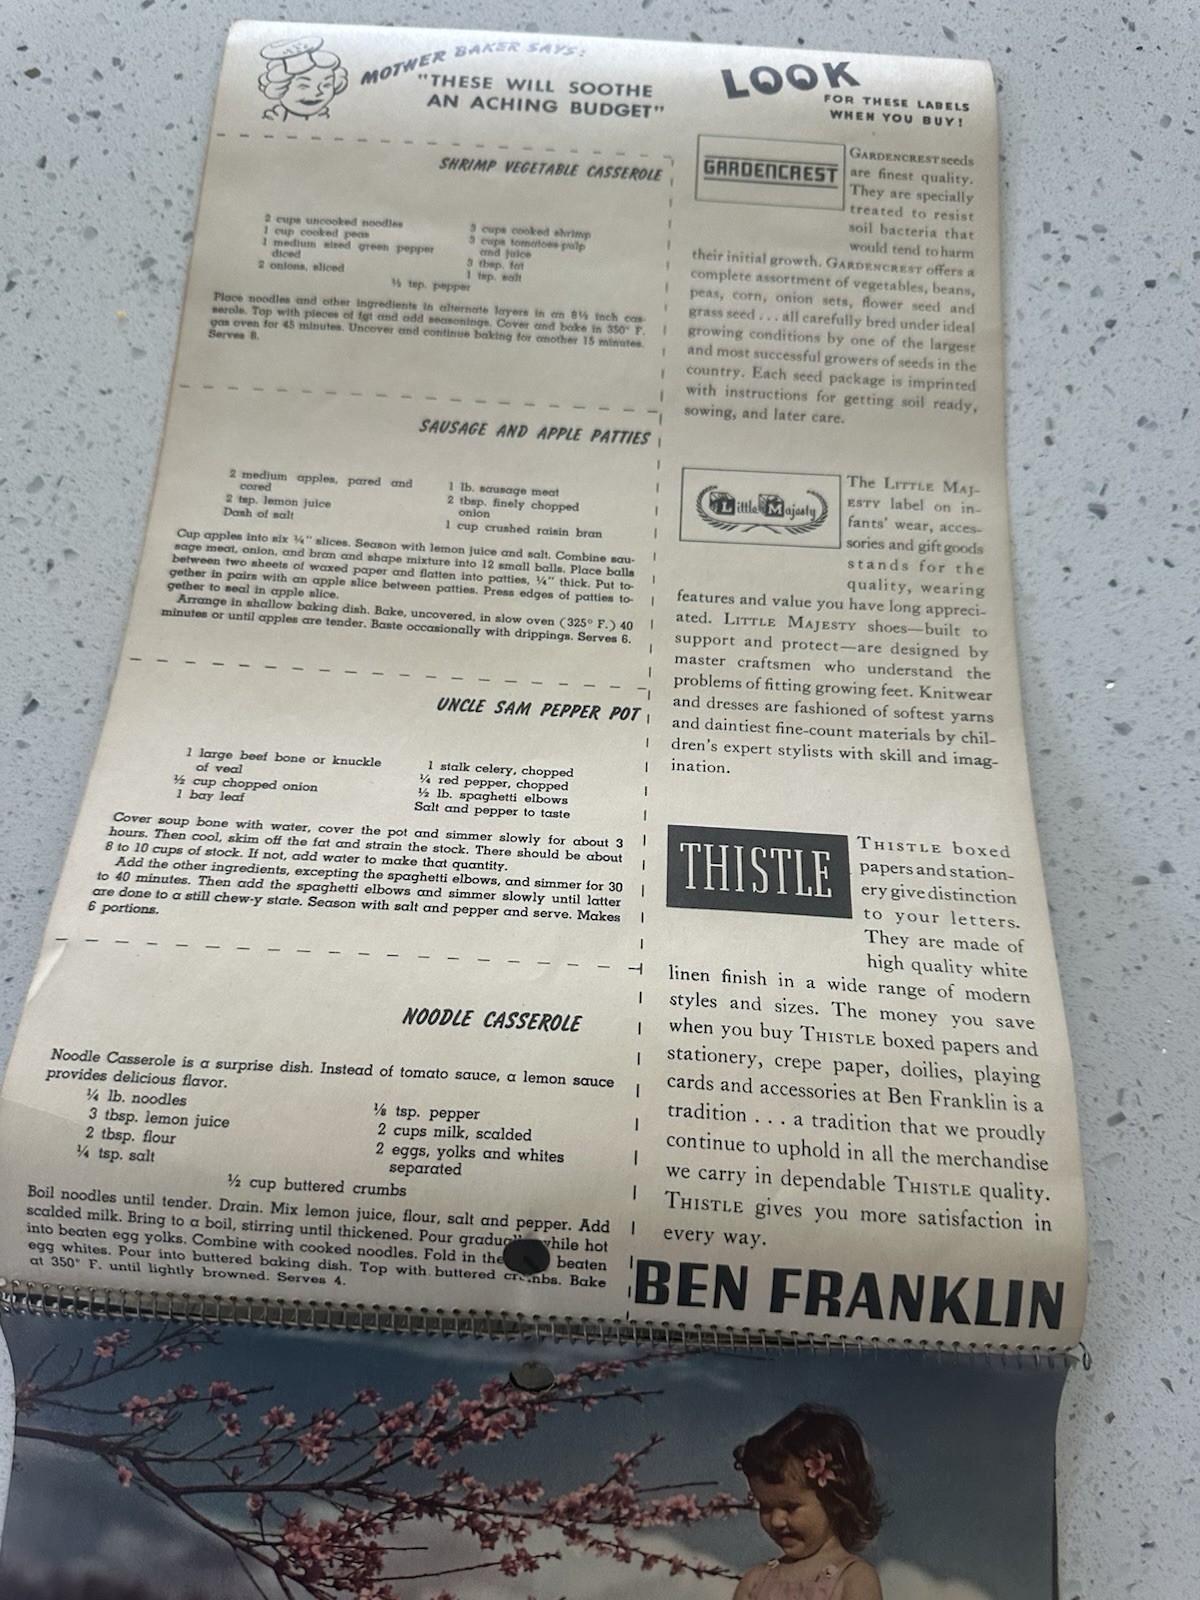 MOTHER BAKER SAYS:
"THESE WILL SOOTHE
AN ACHING BUDGET"
SHRIMP VEGETABLE CASSEROLE
2 cups uncooked noodles
1 cup cooked peas
1 medium sized green pepper
diced
2 onions, sliced
3 cups cooked shrimp
3 cups tomatoes-pulp
and juice
3 tbsp. fat
1 tsp. salt
½ tsp. pepper
Place noodles and other ingredients in alternate layers in an 8½ inch cas-
serole. Top with pieces of fat and add seasonings. Cover and bake in 350° F.
gas oven for 45 minutes. Uncover and continue baking for another 15 minutes.
Serves 8.
SAUSAGE AND APPLE PATTIES
2 medium apples, pared and
cored
2 tsp. lemon juice
Dash of salt
1 lb. sausage meat
2 tbsp. finely chopped
onion
1 cup crushed raisin bran
Cup apples into six ¼" slices. Season with lemon juice and salt. Combine sau-
sage meat, onion, and bran and shape mixture into 12 small balls. Place balls
between two sheets of waxed paper and flatten into patties, ¼" thick. Put to-
gether in pairs with an apple slice between patties. Press edges of patties to-
gether to seal in apple slice.
Arrange in shallow baking dish. Bake, uncovered, in slow oven (325° F.) 40
minutes or until apples are tender. Baste occasionally with drippings. Serves 6.
UNCLE SAM PEPPER POT
1 large beef bone or knuckle
of veal
½ cup chopped onion
1 bay leaf
1 stalk celery, chopped
¼ red pepper, chopped
½ lb. spaghetti elbows
Salt and pepper to taste
Cover soup bone with water, cover the pot and simmer slowly for about 3
hours. Then cool, skim off the fat and strain the stock. There should be about
8 to 10 cups of stock. If not, add water to make that quantity.
Add the other ingredients, excepting the spaghetti elbows, and simmer for 30
to 40 minutes. Then add the spaghetti elbows and simmer slowly until latter
are done to a still chew-y state. Season with salt and pepper and serve. Makes
6 portions.
NOODLE CASSEROLE
Noodle Casserole is a surprise dish. Instead of tomato sauce, a lemon sauce
provides delicious flavor.
¼ lb. noodles
3 tbsp. lemon juice
2 tbsp. flour
¼ tsp. salt
⅛ tsp. pepper
2 cups milk, scalded
2 eggs, yolks and whites
separated
½ cup buttered crumbs
Boil noodles until tender. Drain. Mix lemon juice, flour, salt and pepper. Add
scalded milk. Bring to a boil, stirring until thickened. Pour while hot
into beaten egg yolks. Combine with cooked noodles. Fold in beaten
egg whites. Pour into buttered baking dish. Top with buttered crumbs. Bake
at 350° F. until lightly browned. Serves 4.
LOOK
FOR THESE LABELS
WHEN YOU BUY!
GARDENCREST
GARDENCREST seeds
are finest quality.
They are specially
treated to resist
soil bacteria that
would tend to harm
their initial growth. GARDENCREST offers a
complete assortment of vegetables, beans,
peas, corn, onion sets, flower seed and
grass seed . . . all carefully bred under ideal
growing conditions by one of the largest
and most successful growers of seeds in the
country. Each seed package is imprinted
with instructions for getting soil ready,
sowing, and later care.
Little Majesty
The LITTLE MAJ-
ESTY label on in-
fants' wear, acces-
sories and gift goods
stands for the
quality, wearing
features and value you have long appreci-
ated. LITTLE MAJESTY shoes—built to
support and protect—are designed by
master craftsmen who understand the
problems of fitting growing feet. Knitwear
and dresses are fashioned of softest yarns
and daintiest fine-count materials by chil-
dren's expert stylists with skill and imag-
ination.
THISTLE
THISTLE boxed
papers and station-
ery give distinction
to your letters.
They are made of
high quality white
linen finish in a wide range of modern
styles and sizes. The money you save
when you buy THISTLE boxed papers and
stationery, crepe paper, doilies, playing
cards and accessories at Ben Franklin is a
tradition . . . a tradition that we proudly
continue to uphold in all the merchandise
we carry in dependable THISTLE quality.
THISTLE gives you more satisfaction in
every way.
BEN FRANKLIN